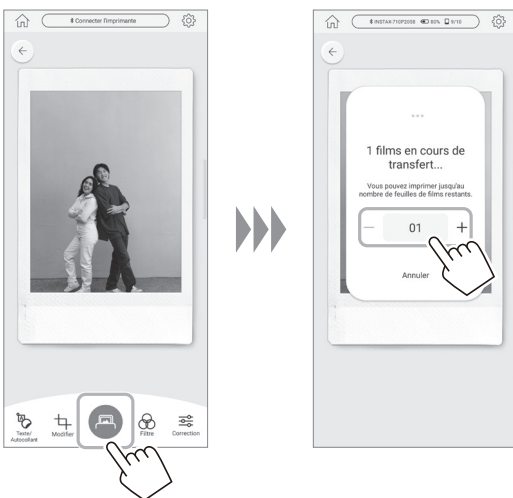 Connecter l'imprimante
Texte/
Autocollant
Modifier
Filtre
Correction
INSTAX-710P2058 80% 9/10
1 films en cours de
transfert...
Vous pouvez imprimer jusqu'au
nombre de feuilles de films restants.
01
Annuler